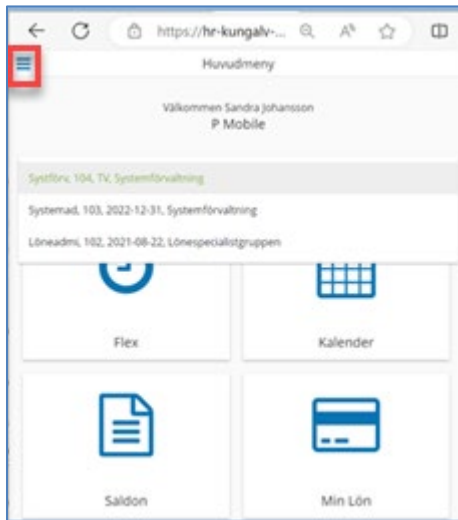 https://hr-kungalv-...
Huvudmeny
Välkommen Sandra Johansson
P Mobile
Systförv, 104, TV, Systemförvaltning
Systemad, 103, 2022-12-31, Systemförvaltning
Löneadmi, 102, 2021-08-22, Lönespecialistgruppen
Flex
Kalender
Saldon
Min Lön